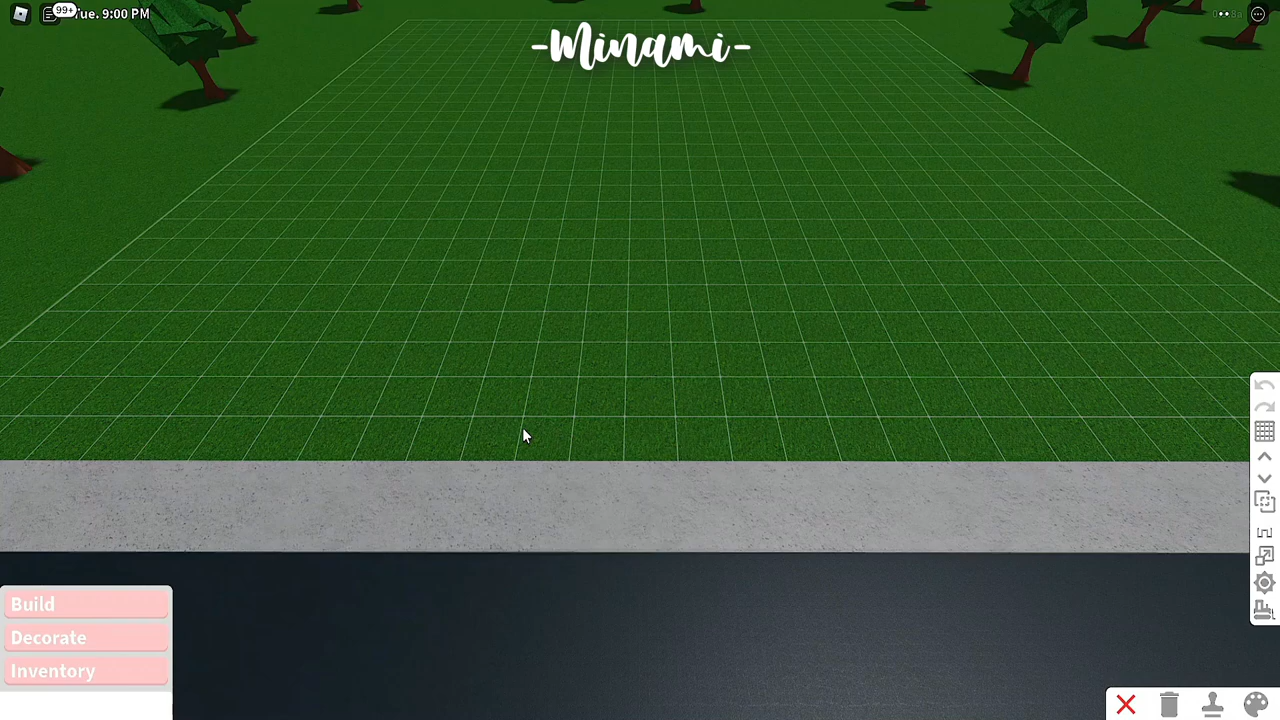 99+
Tue. 9:00 PM
-Minami-
Build
Decorate
Inventory